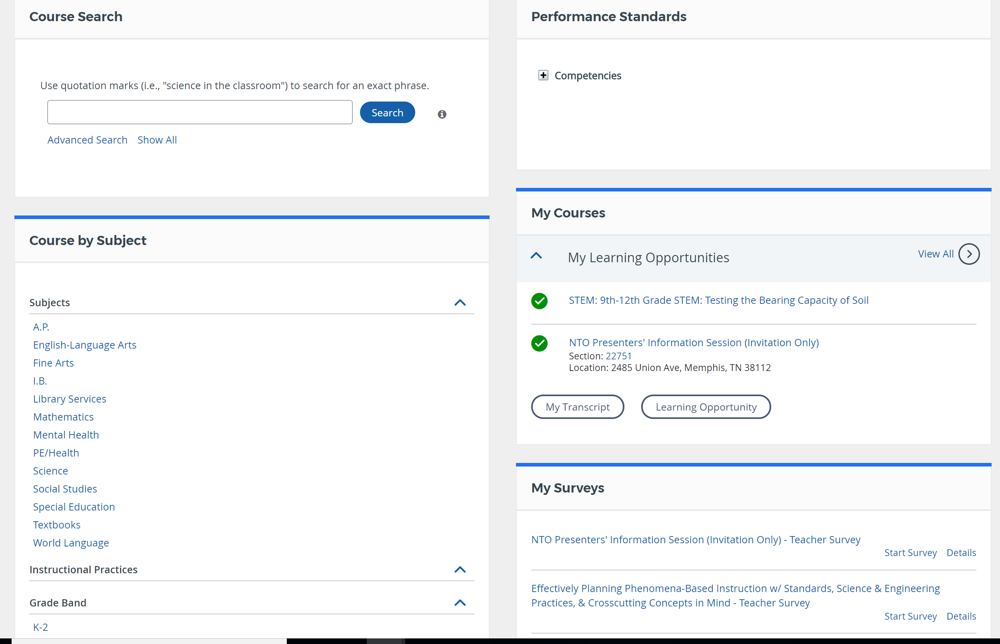 Course Search
Use quotation marks (i.e., "science in the classroom") to search for an exact phrase.
Search
Advanced Search Show All
Course by Subject
Subjects
A.P.
English-Language Arts
Fine Arts
I.B.
Library Services
Mathematics
Mental Health
PE/Health
Science
Social Studies
Special Education
Textbooks
World Language
Instructional Practices
Grade Band
K-2
Performance Standards
Competencies
My Courses
My Learning Opportunities
View All
STEM: 9th-12th Grade STEM: Testing the Bearing Capacity of Soil
NTO Presenters' Information Session (Invitation Only)
Section: 22751
Location: 2485 Union Ave, Memphis, TN 38112
My Transcript Learning Opportunity
My Surveys
NTO Presenters' Information Session (Invitation Only) - Teacher Survey
Start Survey Details
Effectively Planning Phenomena-Based Instruction w/ Standards, Science & Engineering
Practices, & Crosscutting Concepts in Mind - Teacher Survey
Start Survey Details